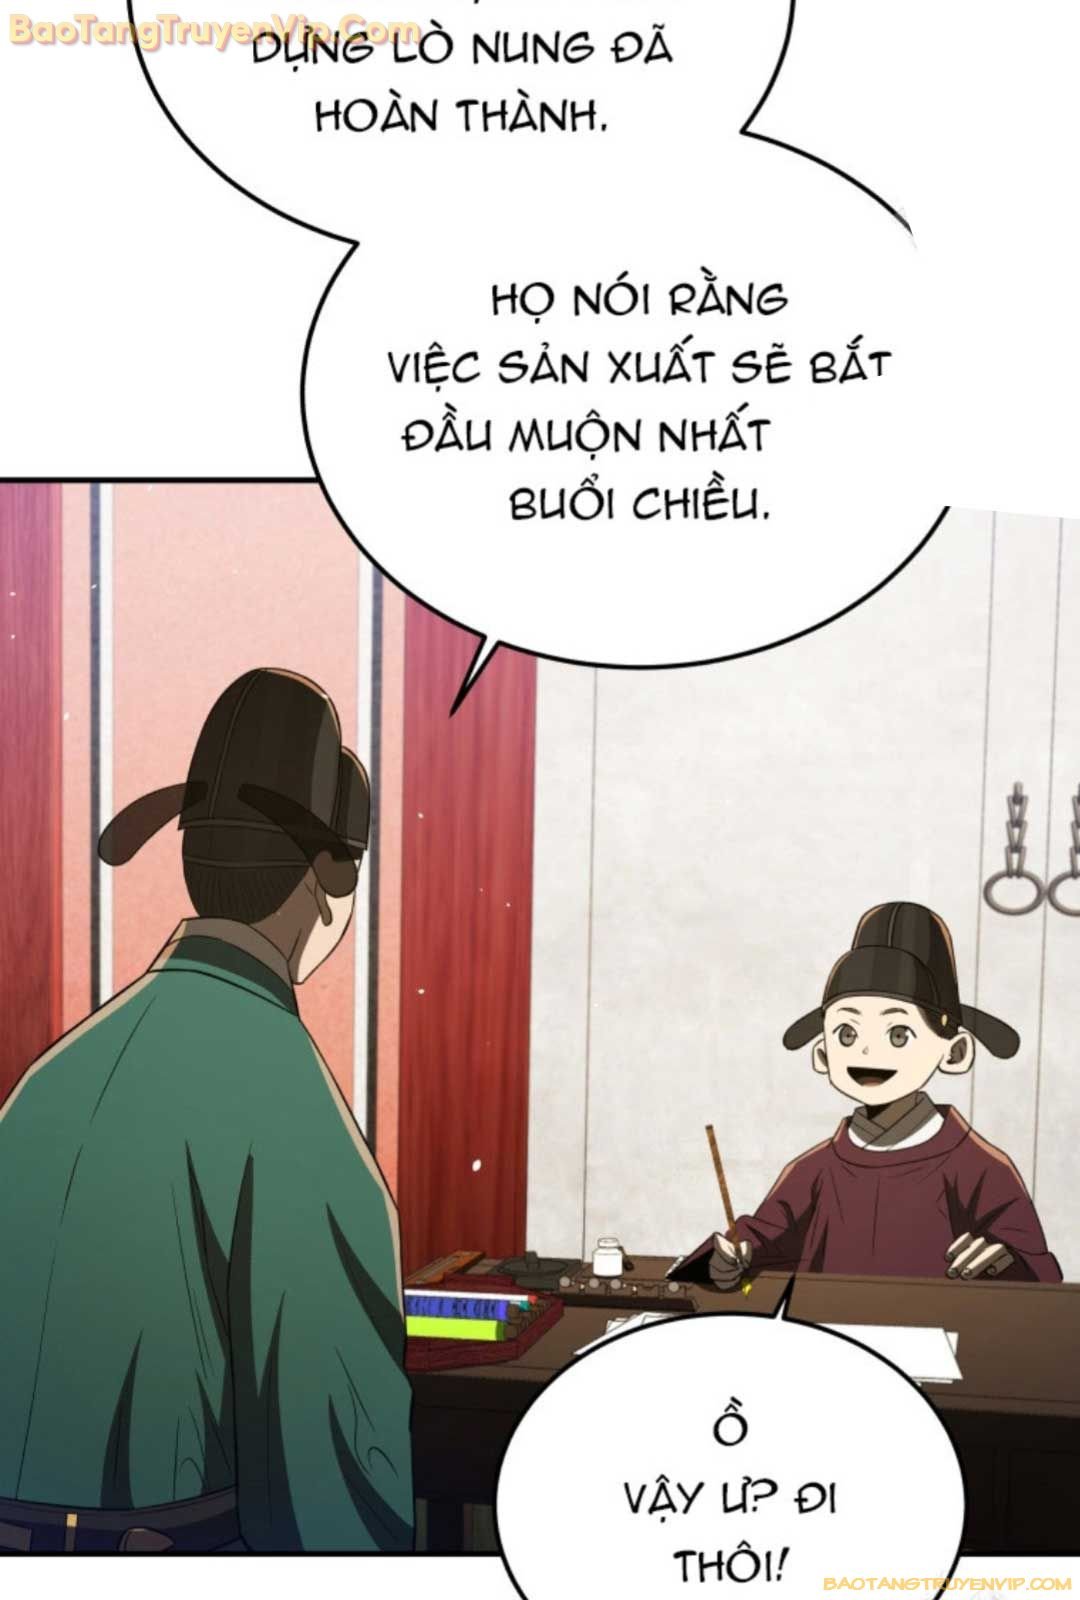 BaoTangTruyenVip.Com
DỰNG LÒ NUNG ĐÃ
HOÀN THÀNH.
HỌ NÓI RẰNG
VIỆC SẢN XUẤT SẼ BẮT
ĐẦU MUỘN NHẤT
BUỔI CHIỀU.
Ồ
VẬY Ư? ĐI
THÔI!
BAOTANGTRUYENVIP.COM